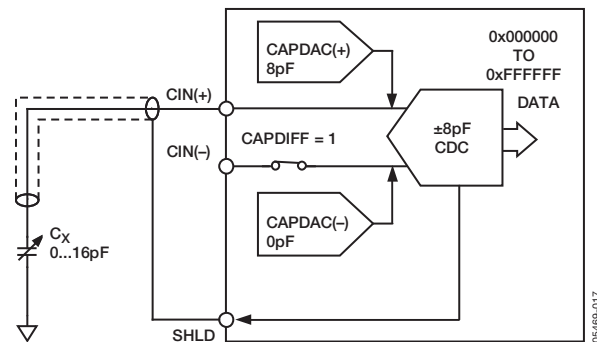 CAPDAC(+)
8pF
0x000000
TO
0xFFFFFF
DATA
CIN(+)
CAPDIFF = 1
CIN(–)
±8pF
CDC
CAPDAC(–)
0pF
CX
0...16pF
SHLD
05469-017